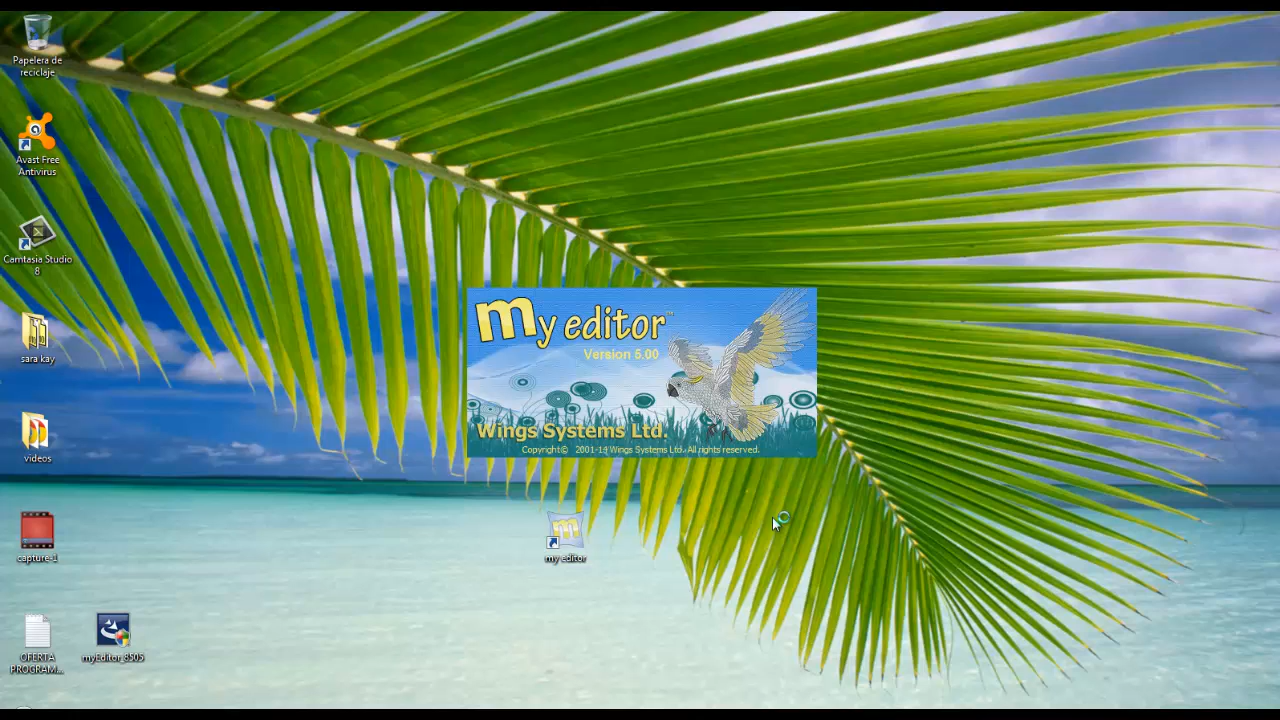 Papelera de
reciclaje
Avast Free
Antivirus
Camtasia Studio
8
sara kay
videos
capture-1
OFERTA
PROGRAM...
myEditor_8505
my editor™
Version 5.00
Wings Systems Ltd.
Copyright© 2001-14 Wings Systems Ltd. All rights reserved.
my editor